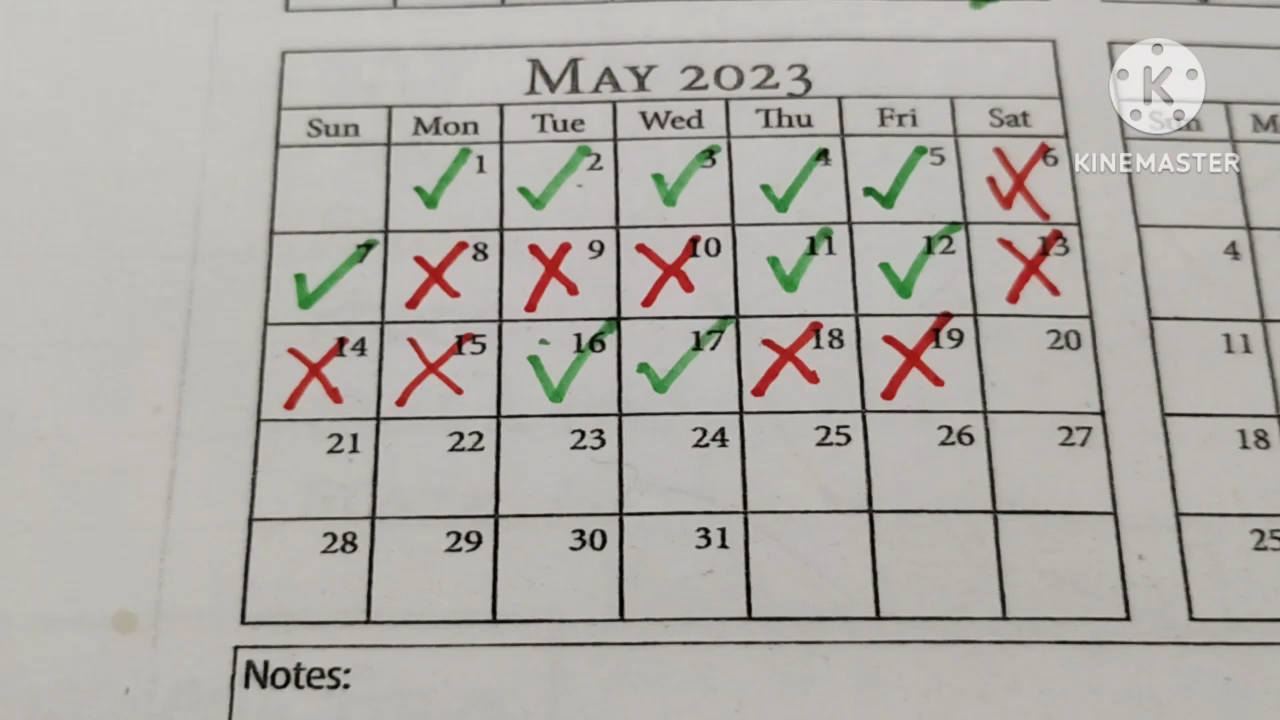 MAY 2023
Sun Mon Tue Wed Thu Fri Sat
1 2 3 4 5 6
7 8 9 10 11 12 13
14 15 16 17 18 19 20
21 22 23 24 25 26 27
28 29 30 31
Notes:
K
KINEMASTER
Sun M
4
11
18
25